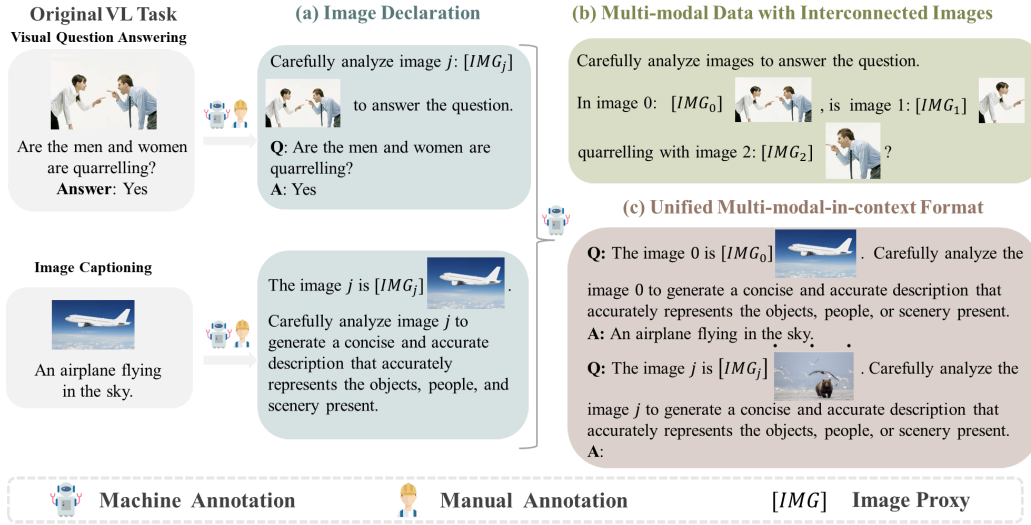 Original VL Task
Visual Question Answering
Are the men and women
are quarrelling?
Answer: Yes
Image Captioning
An airplane flying
in the sky.
(a) Image Declaration
Carefully analyze image j: [IMG_j]
to answer the question.
Q: Are the men and women are
quarrelling?
A: Yes
The image j is [IMG_j] .
Carefully analyze image j to
generate a concise and accurate
description that accurately
represents the objects, people, and
scenery present.
(b) Multi-modal Data with Interconnected Images
Carefully analyze images to answer the question.
In image 0: [IMG_0] , is image 1: [IMG_1]
quarrelling with image 2: [IMG_2] ?
(c) Unified Multi-modal-in-context Format
Q: The image 0 is [IMG_0] . Carefully analyze the
image 0 to generate a concise and accurate description that
accurately represents the objects, people, or scenery present.
A: An airplane flying in the sky.
. . .
Q: The image j is [IMG_j] . Carefully analyze the
image j to generate a concise and accurate description that
accurately represents the objects, people, or scenery present.
A:
Machine Annotation
Manual Annotation
[IMG] Image Proxy